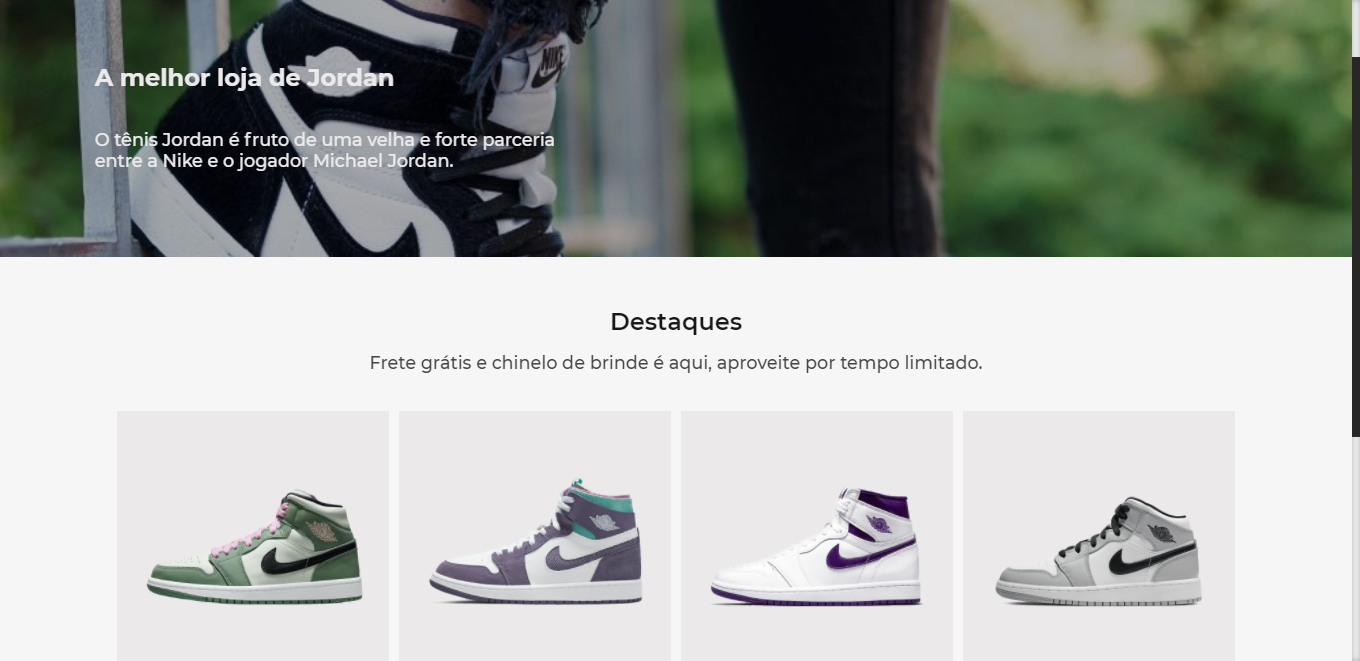 NIKE
A melhor loja de Jordan
O tênis Jordan é fruto de uma velha e forte parceria
entre a Nike e o jogador Michael Jordan.
Destaques
Frete grátis e chinelo de brinde é aqui, aproveite por tempo limitado.